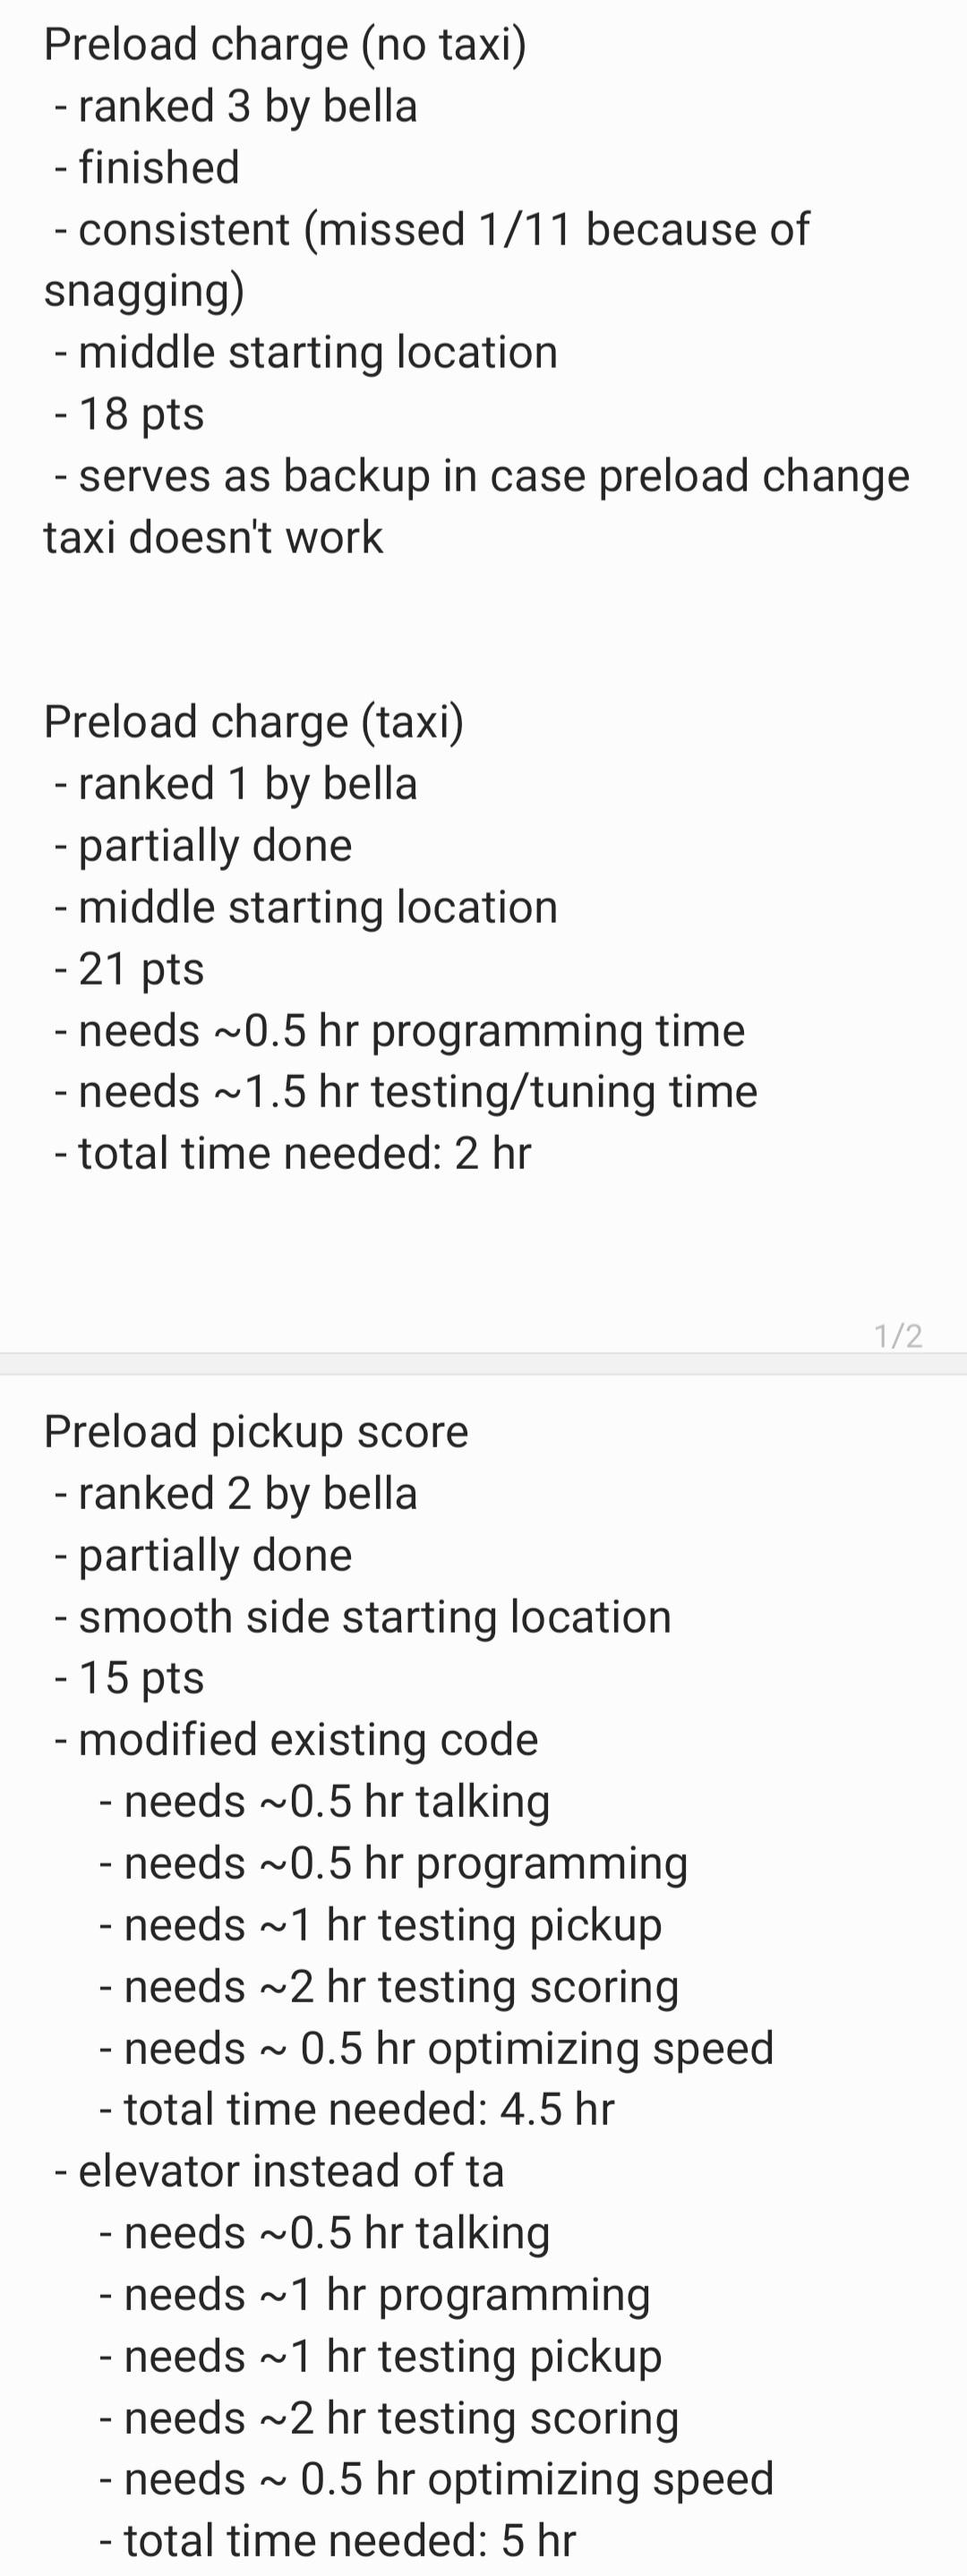 Preload charge (no taxi)
- ranked 3 by bella
- finished
- consistent (missed 1/11 because of
snagging)
- middle starting location
- 18 pts
- serves as backup in case preload change
taxi doesn't work
Preload charge (taxi)
- ranked 1 by bella
- partially done
- middle starting location
- 21 pts
- needs ~0.5 hr programming time
- needs ~1.5 hr testing/tuning time
- total time needed: 2 hr
1/2
Preload pickup score
- ranked 2 by bella
- partially done
- smooth side starting location
- 15 pts
- modified existing code
- needs ~0.5 hr talking
- needs ~0.5 hr programming
- needs ~1 hr testing pickup
- needs ~2 hr testing scoring
- needs ~ 0.5 hr optimizing speed
- total time needed: 4.5 hr
- elevator instead of ta
- needs ~0.5 hr talking
- needs ~1 hr programming
- needs ~1 hr testing pickup
- needs ~2 hr testing scoring
- needs ~ 0.5 hr optimizing speed
- total time needed: 5 hr